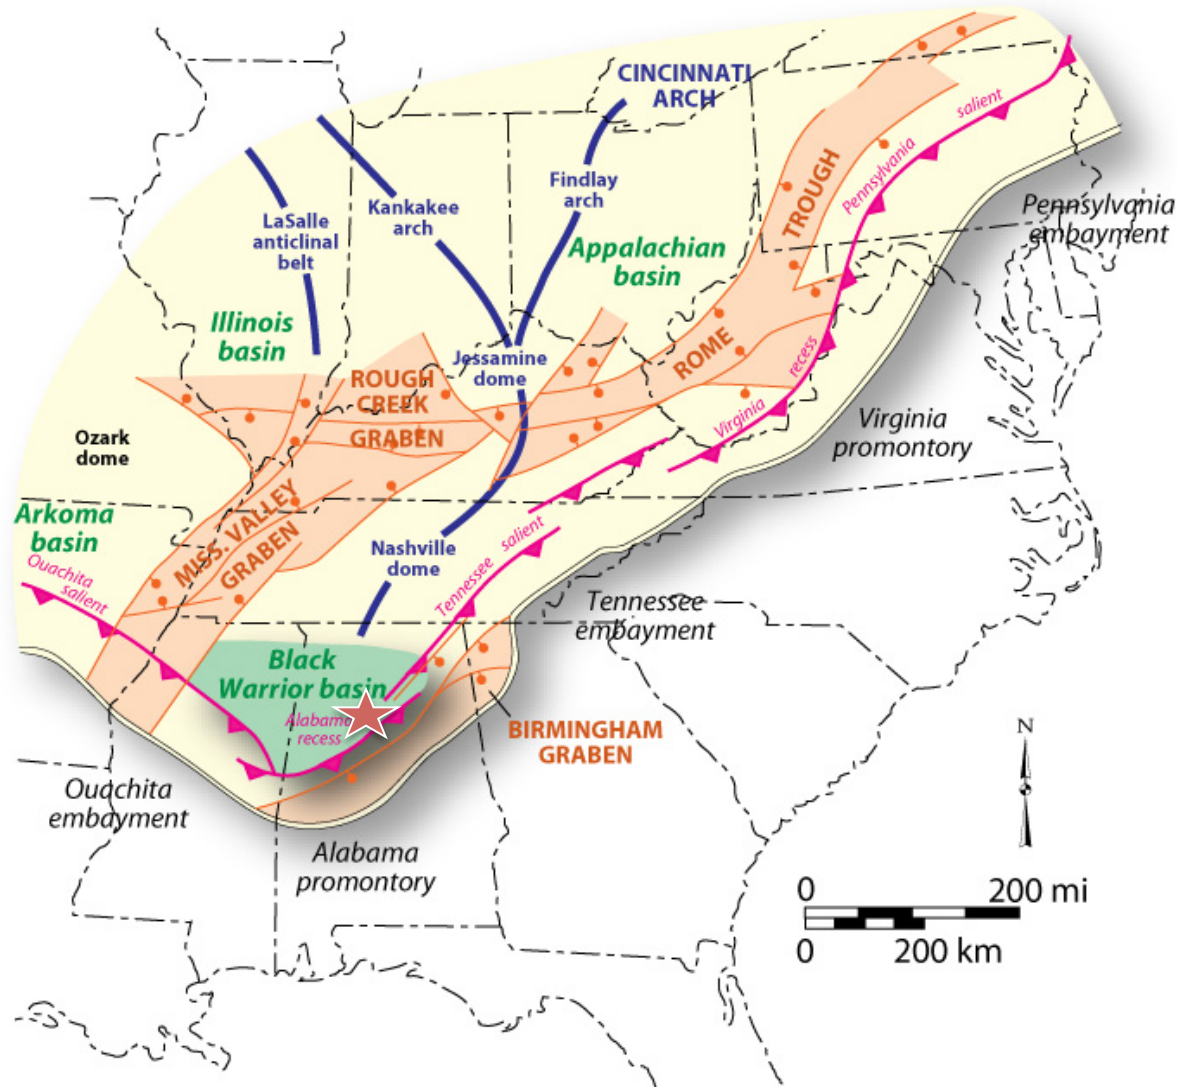 CINCINNATI
ARCH
salient
Pennsylvania
TROUGH
Findlay
arch
Kankakee
arch
LaSalle
anticlinal
belt
Pennsylvania
embayment
Appalachian
basin
Illinois
basin
ROME
recess
Virginia
Jessamine
dome
ROUGH
CREEK
GRABEN
Virginia
promontory
Ozark
dome
MISS. VALLEY
GRABEN
Arkoma
basin
Ouachita
salient
Nashville
dome
Tennessee salient
Tennessee
embayment
Black
Warrior basin
Alabama
recess
BIRMINGHAM
GRABEN
N
Ouachita
embayment
Alabama
promontory
0 200 mi
0 200 km